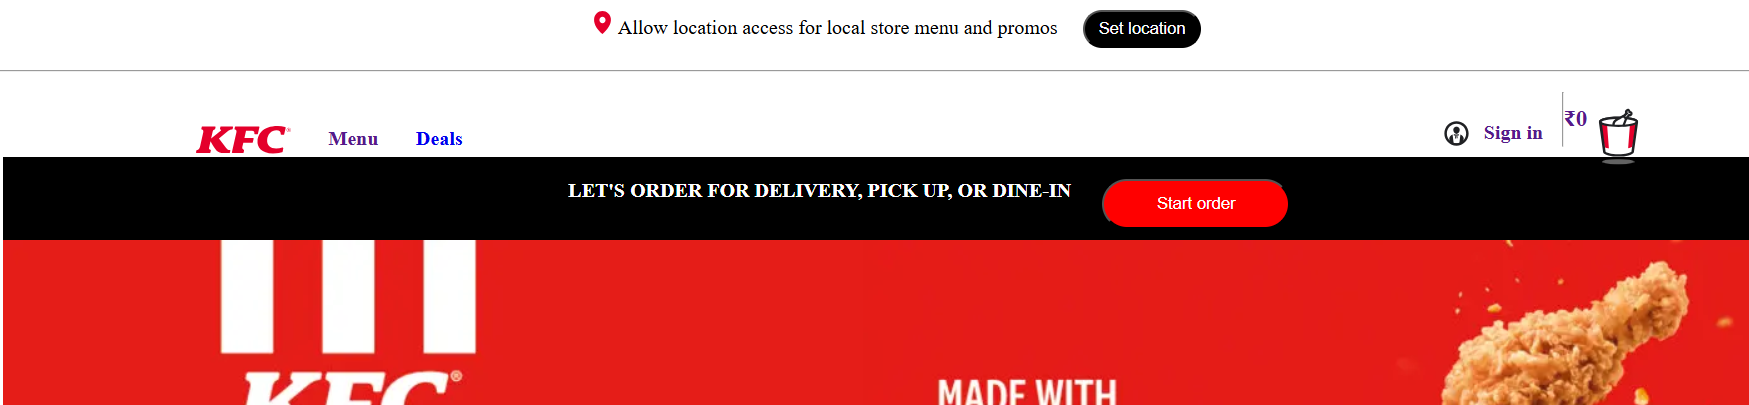 Allow location access for local store menu and promos Set location
KFC® Menu Deals Sign in ₹0
LET'S ORDER FOR DELIVERY, PICK UP, OR DINE-IN Start order
KFC®
MADE WITH